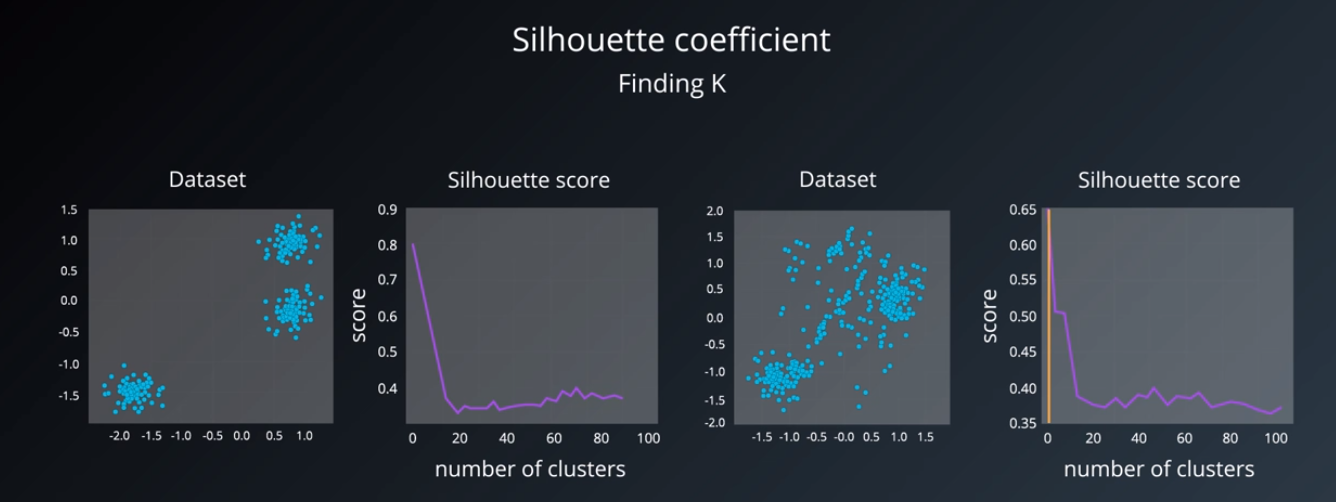 Silhouette coefficient
Finding K
Dataset
Silhouette score
Dataset
Silhouette score
1.5
1.0
0.5
0.0
-0.5
-1.0
-1.5
-2.0 -1.5 -1.0 -0.5 0.0 0.5 1.0
score
0.9
0.8
0.7
0.6
0.5
0.4
0 20 40 60 80 100
number of clusters
2.0
1.5
1.0
0.5
0.0
-0.5
-1.0
-1.5
-2.0
-1.5 -1.0 -0.5 -0.0 0.5 1.0 1.5
score
0.65
0.60
0.55
0.50
0.45
0.40
0.35
0 20 40 60 80 100
number of clusters